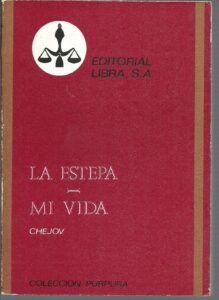 EDITORIAL
LIBRA, S.A.
LA ESTEPA
—
MI VIDA
CHEJOV
COLECCION PURPURA